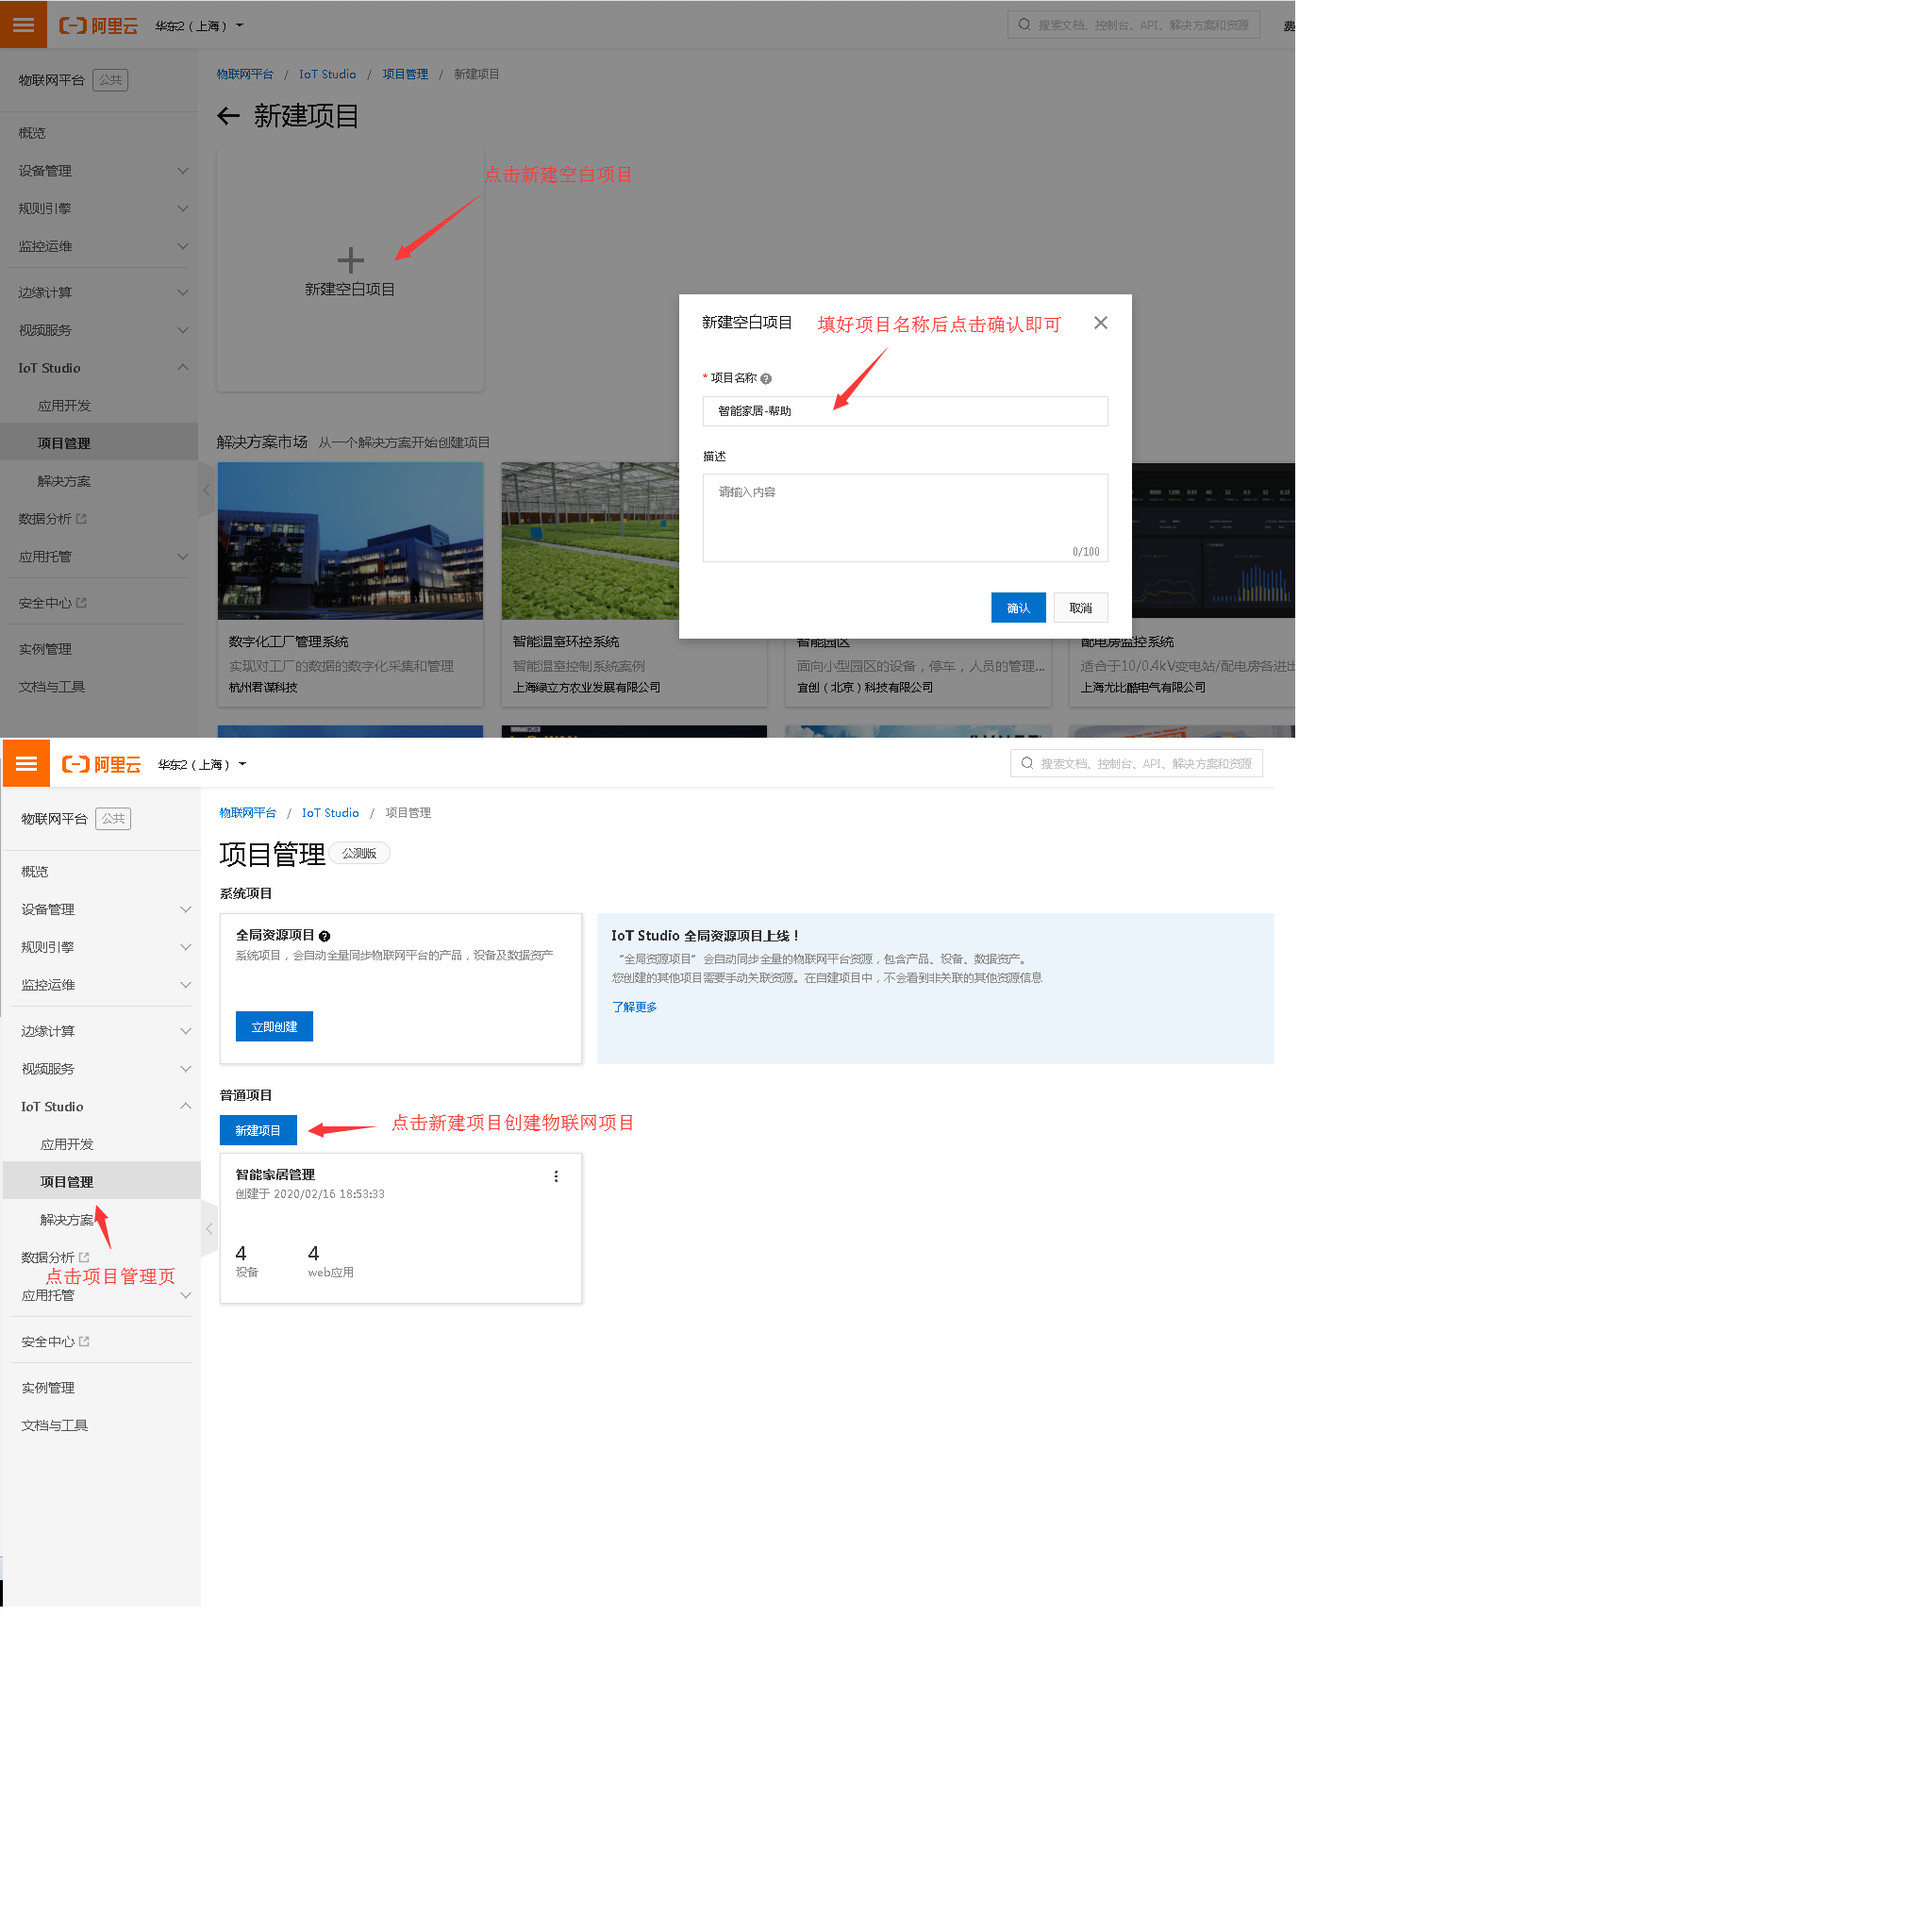 阿里云 华东2（上海） 搜索文档、控制台、API、解决方案和资源 费
物联网平台 公共
概览
设备管理
规则引擎
监控运维
边缘计算
视频服务
IoT Studio
应用开发
项目管理
解决方案
数据分析
应用托管
安全中心
实例管理
文档与工具
物联网平台 / IoT Studio / 项目管理 / 新建项目
新建项目
点击新建空白项目
新建空白项目
新建空白项目
填好项目名称后点击确认即可
* 项目名称
智能家居-帮助
描述
请输入内容
0/100
确认 取消
解决方案市场 从一个解决方案开始创建项目
数字化工厂管理系统
实现对工厂的数据的数字化采集和管理
杭州君谋科技
智能温室环控系统
智能温室控制系统案例
上海绿立方农业发展有限公司
智能园区
面向小型园区的设备，停车，人员的管理...
宜创（北京）科技有限公司
配电房监控系统
适合于10/0.4kV变电站/配电房各进出
上海尤比酷电气有限公司
阿里云 华东2（上海） 搜索文档、控制台、API、解决方案和资源
物联网平台 公共
概览
设备管理
规则引擎
监控运维
边缘计算
视频服务
IoT Studio
应用开发
项目管理
解决方案
数据分析
点击项目管理页
应用托管
安全中心
实例管理
文档与工具
物联网平台 / IoT Studio / 项目管理
项目管理 公测版
系统项目
全局资源项目
系统项目，会自动全量同步物联网平台的产品，设备及数据资产
立即创建
IoT Studio 全局资源项目上线！
“全局资源项目”会自动同步全量的物联网平台资源，包含产品、设备、数据资产。
您创建的其他项目需要手动关联资源。在自建项目中，不会看到非关联的其他资源信息
了解更多
普通项目
新建项目
点击新建项目创建物联网项目
智能家居管理
创建于 2020/02/16 18:53:33
4 4
设备 web应用